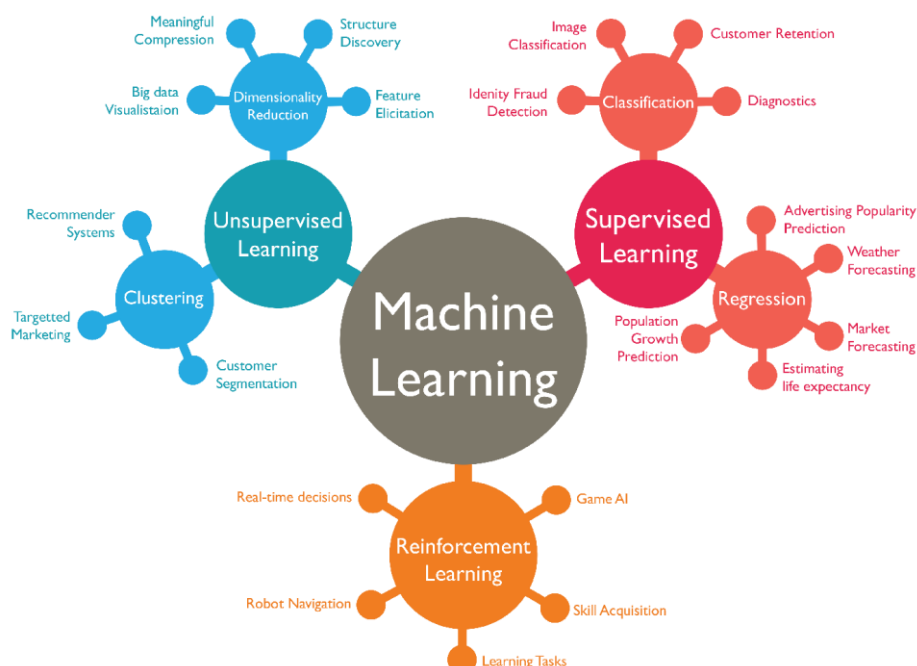 Meaningful
Compression
Structure
Discovery
Big data
Visualistaion
Dimensionality
Reduction
Feature
Elicitation
Unsupervised
Learning
Recommender
Systems
Clustering
Targetted
Marketing
Customer
Segmentation
Image
Classification
Customer Retention
Idenity Fraud
Detection
Classification
Diagnostics
Supervised
Learning
Advertising Popularity
Prediction
Weather
Forecasting
Regression
Population
Growth
Prediction
Market
Forecasting
Estimating
life expectancy
Machine
Learning
Real-time decisions
Game AI
Reinforcement
Learning
Robot Navigation
Skill Acquisition
Learning Tasks